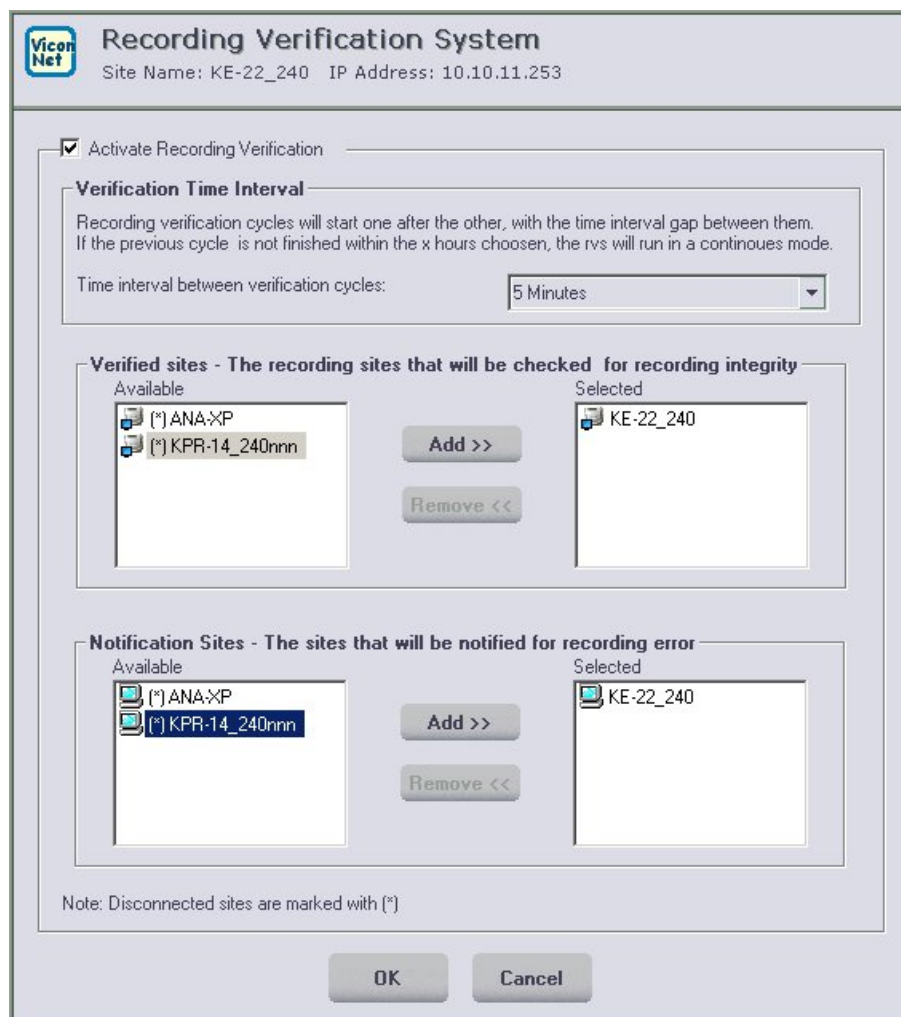 Vicon
Net
Recording Verification System
Site Name: KE-22_240 IP Address: 10.10.11.253
Activate Recording Verification
Verification Time Interval
Recording verification cycles will start one after the other, with the time interval gap between them.
If the previous cycle is not finished within the x hours choosen, the rvs will run in a continoues mode.
Time interval between verification cycles:
5 Minutes
Verified sites - The recording sites that will be checked for recording integrity
Available
Selected
(*) ANA-XP
(*) KPR-14_240nnn
Add >>
Remove <<
KE-22_240
Notification Sites - The sites that will be notified for recording error
Available
Selected
(*) ANA-XP
(*) KPR-14_240nnn
Add >>
Remove <<
KE-22_240
Note: Disconnected sites are marked with (*)
OK
Cancel